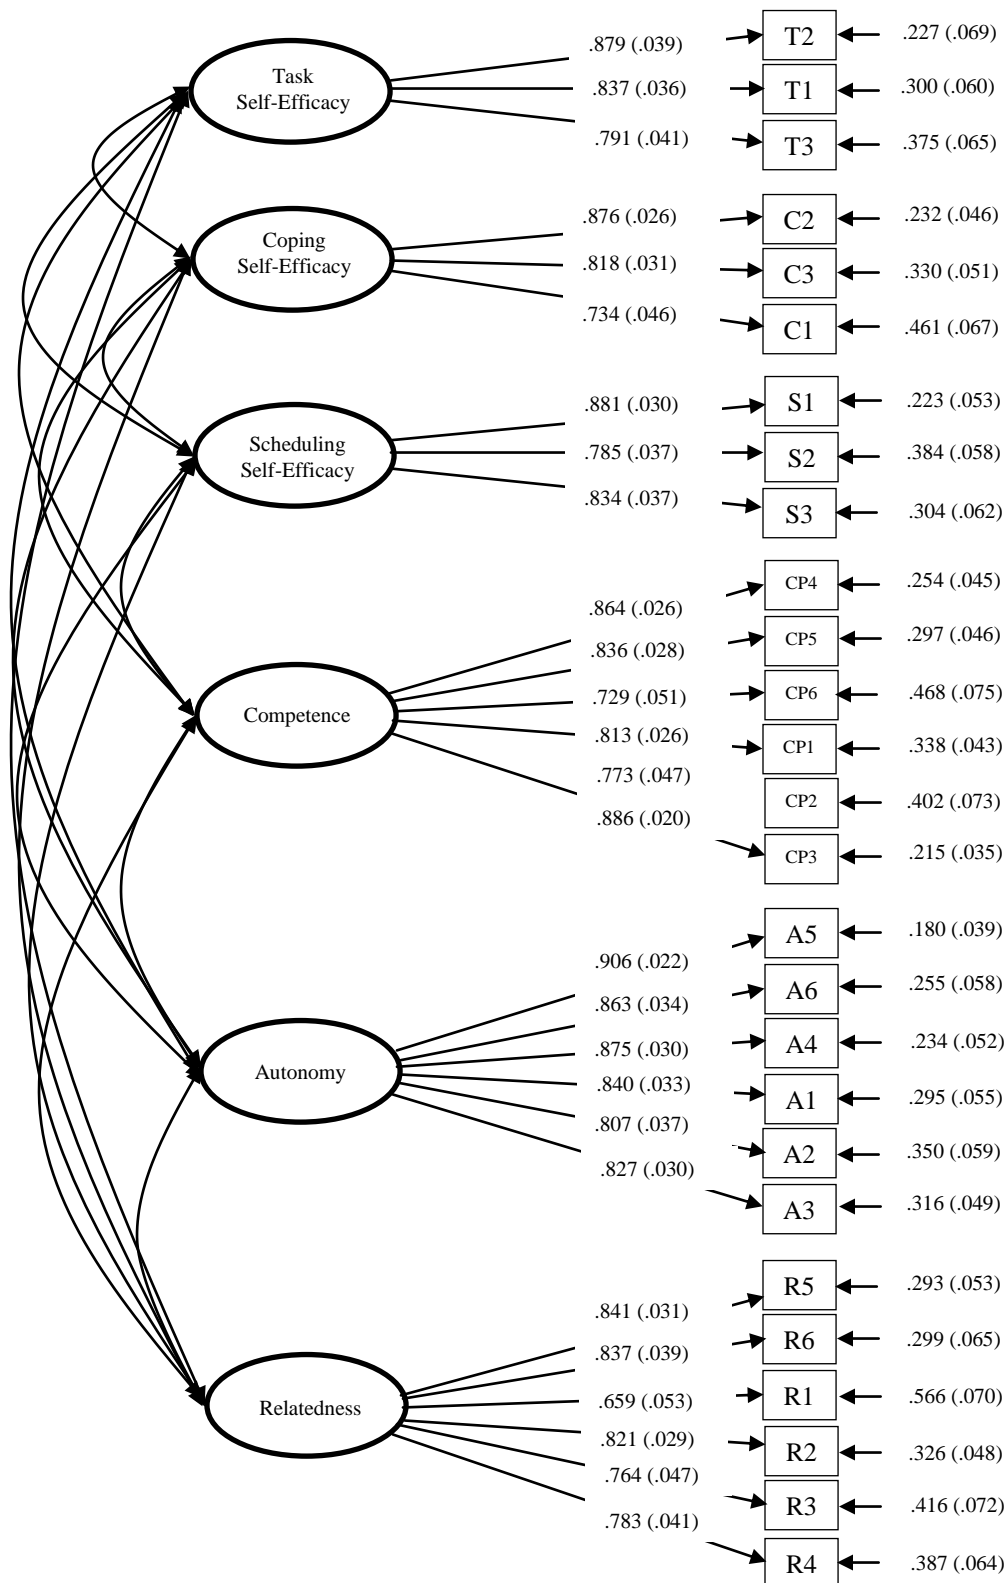 Task
Self-Efficacy
.879 (.039)
T2
.227 (.069)
.837 (.036)
T1
.300 (.060)
.791 (.041)
T3
.375 (.065)
Coping
Self-Efficacy
.876 (.026)
C2
.232 (.046)
.818 (.031)
C3
.330 (.051)
.734 (.046)
C1
.461 (.067)
Scheduling
Self-Efficacy
.881 (.030)
S1
.223 (.053)
.785 (.037)
S2
.384 (.058)
.834 (.037)
S3
.304 (.062)
Competence
.864 (.026)
CP4
.254 (.045)
.836 (.028)
CP5
.297 (.046)
.729 (.051)
CP6
.468 (.075)
.813 (.026)
CP1
.338 (.043)
.773 (.047)
CP2
.402 (.073)
.886 (.020)
CP3
.215 (.035)
Autonomy
.906 (.022)
A5
.180 (.039)
.863 (.034)
A6
.255 (.058)
.875 (.030)
A4
.234 (.052)
.840 (.033)
A1
.295 (.055)
.807 (.037)
A2
.350 (.059)
.827 (.030)
A3
.316 (.049)
Relatedness
.841 (.031)
R5
.293 (.053)
.837 (.039)
R6
.299 (.065)
.659 (.053)
R1
.566 (.070)
.821 (.029)
R2
.326 (.048)
.764 (.047)
R3
.416 (.072)
.783 (.041)
R4
.387 (.064)